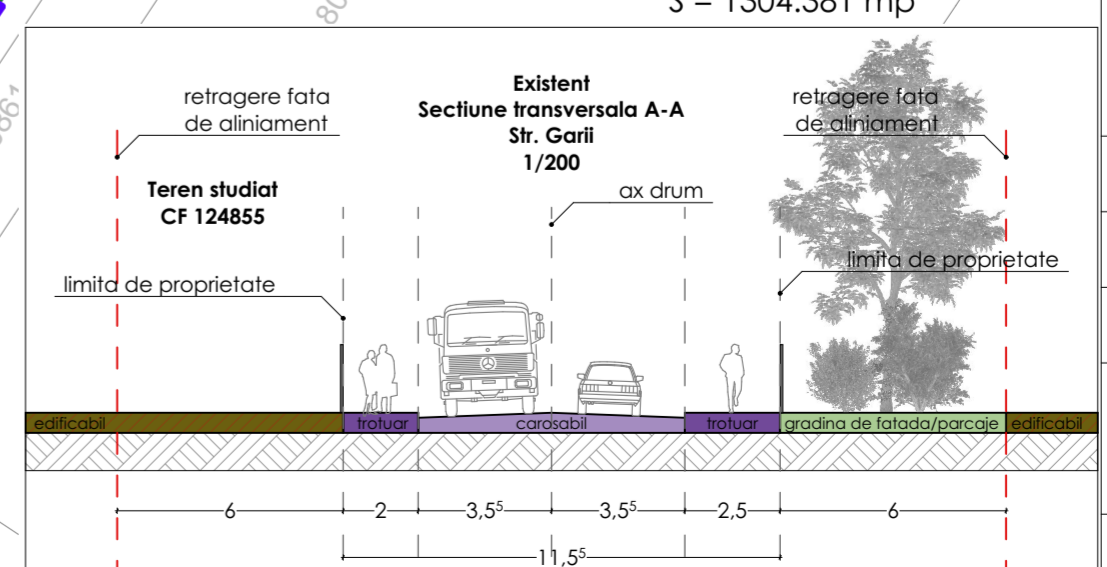 S = 1304.381 mp
80
3861
Existent
Sectiune transversala A-A
Str. Garii
1/200
retragere fata
de aliniament
retragere fata
de aliniament
Teren studiat
CF 124855
ax drum
limita de proprietate
limita de proprietate
edificabil
trotuar
carosabil
trotuar
gradina de fatada/parcaje
edificabil
6
2
3,5⁵
3,5⁵
2,5
6
11,5⁵